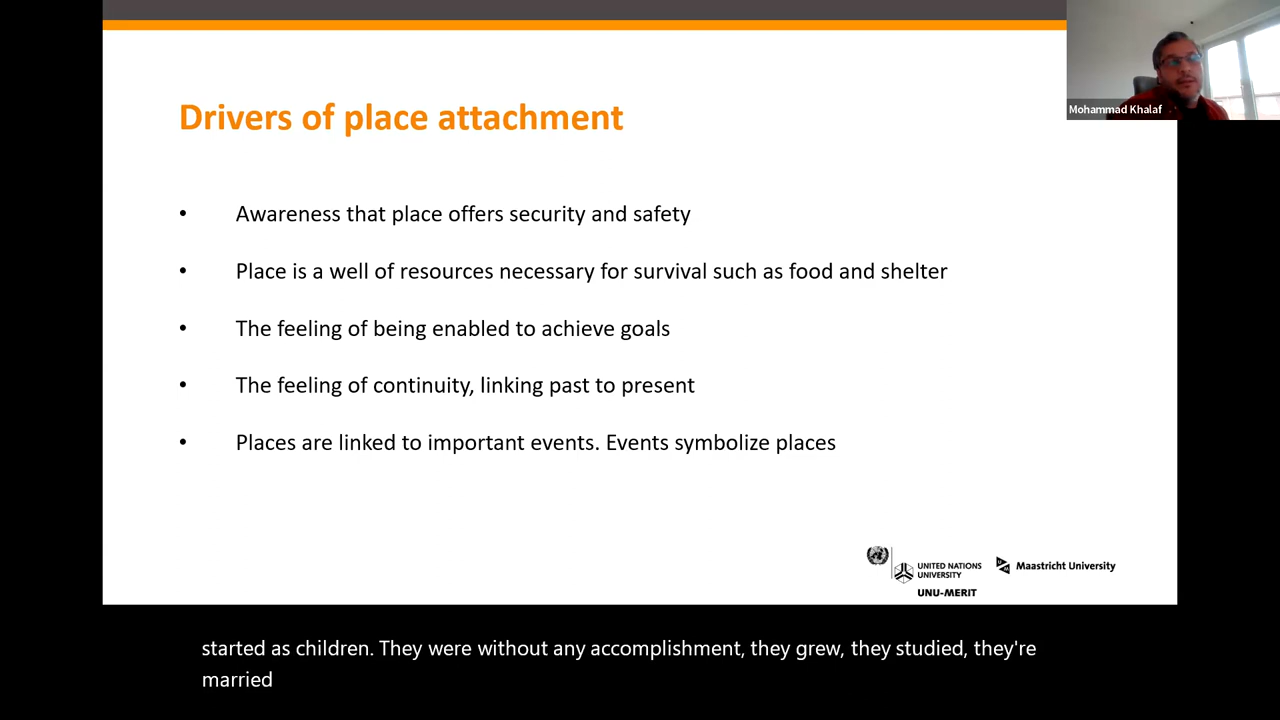 Mohammad Khalaf
Drivers of place attachment
• Awareness that place offers security and safety
• Place is a well of resources necessary for survival such as food and shelter
• The feeling of being enabled to achieve goals
• The feeling of continuity, linking past to present
• Places are linked to important events. Events symbolize places
UNITED NATIONS
UNIVERSITY
UNU-MERIT
Maastricht University
started as children. They were without any accomplishment, they grew, they studied, they're
married